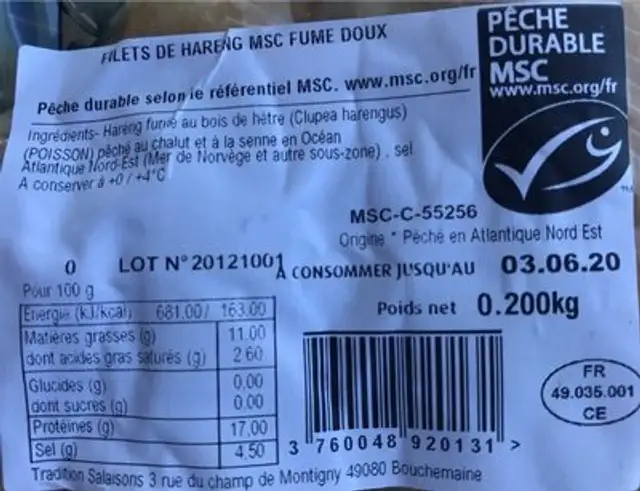 FILETS DE HARENG MSC FUME DOUX
PÊCHE
DURABLE
MSC
www.msc.org/fr
TM
Pêche durable selon le référentiel MSC. www.msc.org/fr
Ingrédients- Hareng fumé au bois de hêtre (Clupea harengus)
(POISSON) pêché au chalut et à la senne en Océan
Atlantique Nord-Est (Mer de Norvège et autre sous-zone) , sel
A conserver à +0 / +4°C
MSC-C-55256
Origine * Pêché en Atlantique Nord Est
0 LOT N° 20121001 À CONSOMMER JUSQU'AU 03.06.20
Pour 100 g
Energie (kJ/kcal) 681.00 / 163.00
Matières grasses (g) 11.00
dont acides gras saturés (g) 2.60
Glucides (g) 0.00
dont sucres (g) 0.00
Protéines (g) 17.00
Sel (g) 4.50
Poids net 0.200kg
FR
49.035.001
CE
3 760048 920131 >
Tradition Salaisons 3 rue du champ de Montigny 49080 Bouchemaine